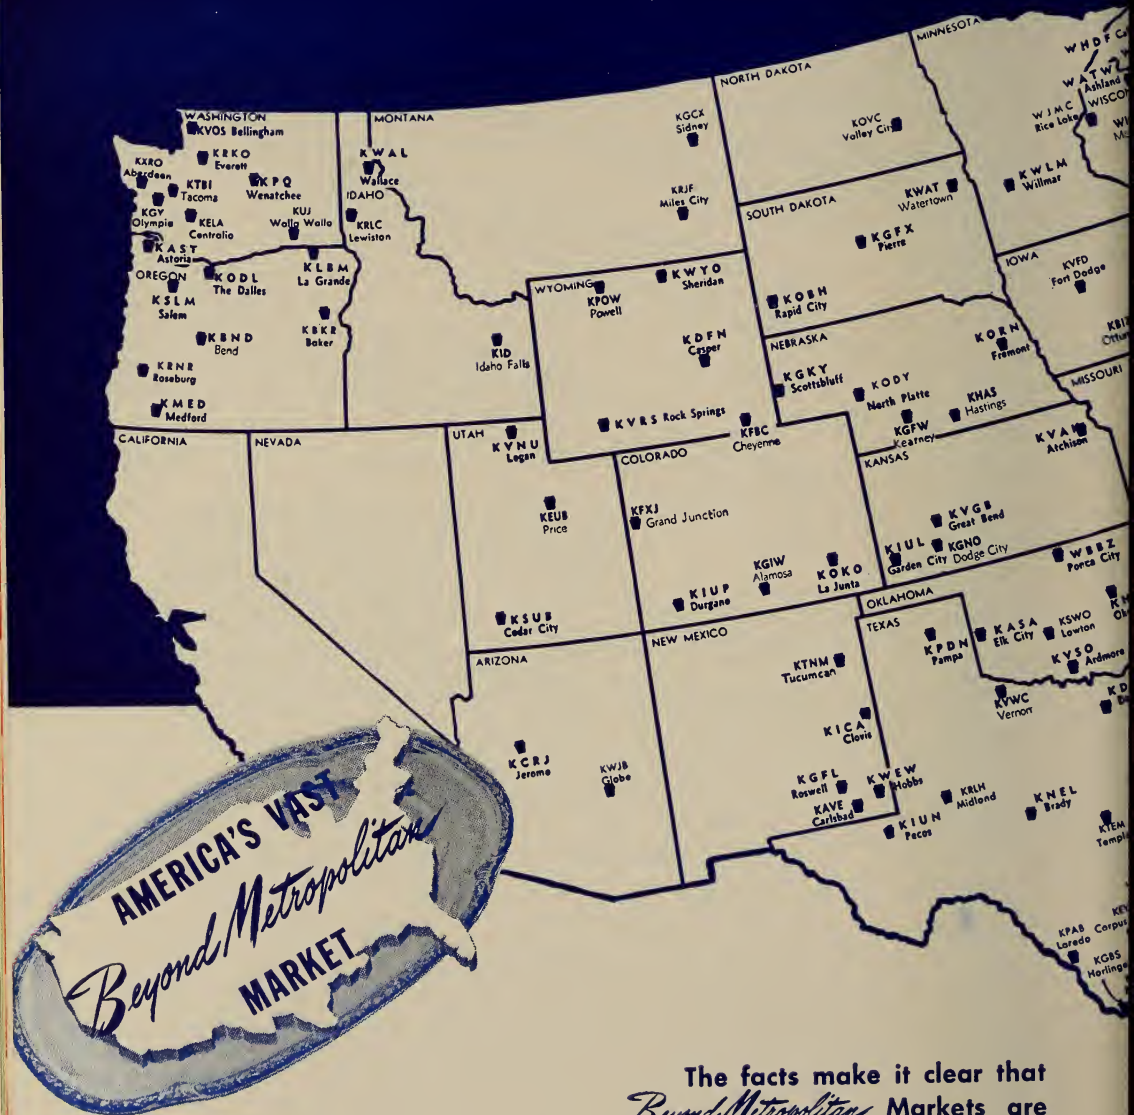 WASHINGTON
KVOS Bellingham
KRKO
Everett
KXRO
Aberdeen
KTBI
Tacoma
KPQ
Wenatchee
KGY
Olympia
KELA
Centralia
KUJ
Walla Walla
KAST
Astoria
OREGON
KODL
The Dalles
KLBM
La Grande
KSLM
Salem
KBND
Bend
KBKR
Baker
KRNR
Roseburg
KMED
Medford
MONTANA
KWAL
Wallace
IDAHO
KRLC
Lewiston
KID
Idaho Falls
KGCX
Sidney
KRJF
Miles City
NORTH DAKOTA
KOVC
Valley City
MINNESOTA
WHDF
WATW
Ashland
WJMC
Rice Lake
KWLM
Willmar
SOUTH DAKOTA
KWAT
Watertown
KGFX
Pierre
KOBH
Rapid City
WYOMING
KPOW
Powell
KWYO
Sheridan
KDFN
Casper
KVRS Rock Springs
KFBC
Cheyenne
IOWA
KVFD
Fort Dodge
NEBRASKA
KORN
Fremont
KGKY
Scottsbluff
KODY
North Platte
KHAS
Hastings
KGFW
Kearney
MISSOURI
CALIFORNIA
NEVADA
UTAH
KVNU
Logan
KEUB
Price
KSUB
Cedar City
COLORADO
KFXJ
Grand Junction
KIUP
Durango
KGIW
Alamosa
KOKO
La Junta
KANSAS
KVAK
Atchison
KVGB
Great Bend
KIUL
Garden City
KGNO
Dodge City
WBBZ
Ponca City
OKLAHOMA
KASA
Elk City
KSWO
Lawton
KVSO
Ardmore
ARIZONA
KCRJ
Jerome
KWJB
Globe
NEW MEXICO
KTNM
Tucumcari
KICA
Clovis
KGFL
Roswell
KWEW
Hobbs
KAVE
Carlsbad
TEXAS
KPDN
Pampa
KVWC
Vernon
KRLH
Midland
KIUN
Pecos
KNEL
Brady
KTEM
KPAB
Laredo
Corpus
KGBS
AMERICA'S VAST
Beyond Metropolitan
MARKET
The facts make it clear that
Beyond Metropolitan Markets are